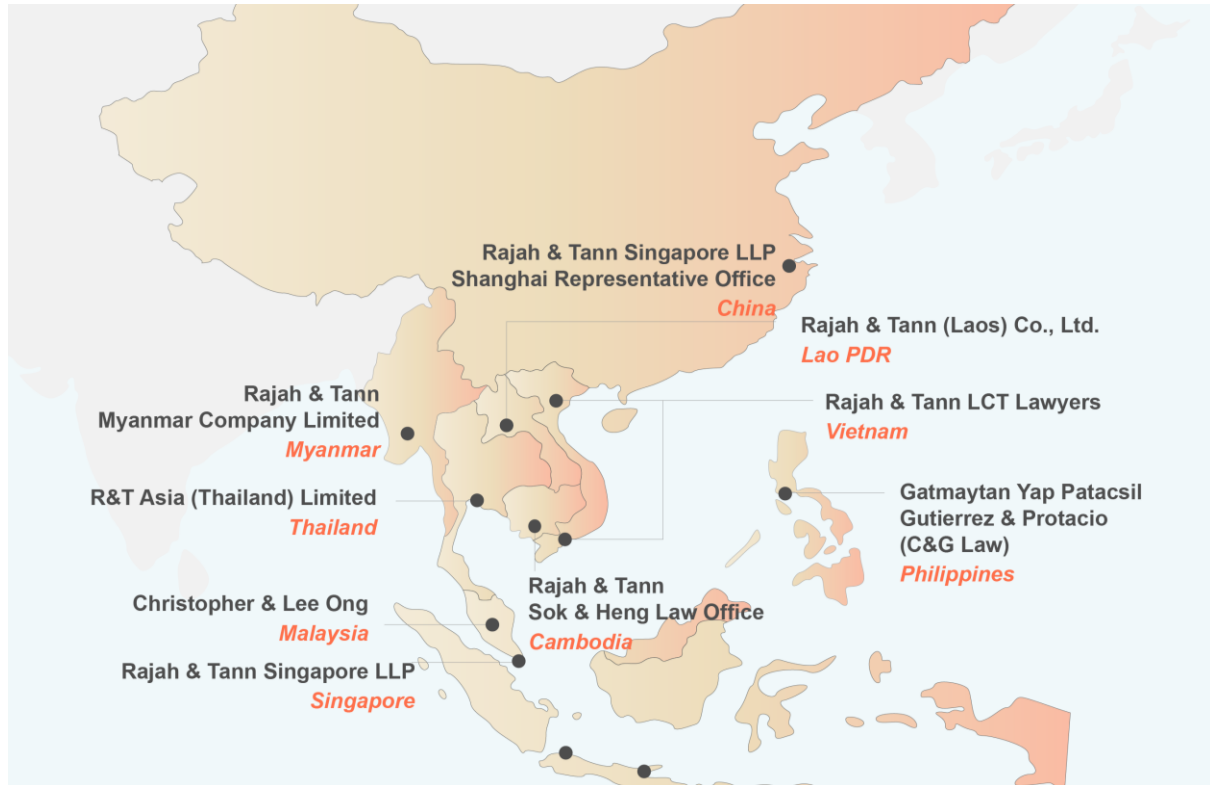 Rajah & Tann Singapore LLP
Shanghai Representative Office
China
Rajah & Tann (Laos) Co., Ltd.
Lao PDR
Rajah & Tann
Myanmar Company Limited
Myanmar
Rajah & Tann LCT Lawyers
Vietnam
R&T Asia (Thailand) Limited
Thailand
Gatmaytan Yap Patacsil
Gutierrez & Protacio
(C&G Law)
Philippines
Rajah & Tann
Sok & Heng Law Office
Cambodia
Christopher & Lee Ong
Malaysia
Rajah & Tann Singapore LLP
Singapore